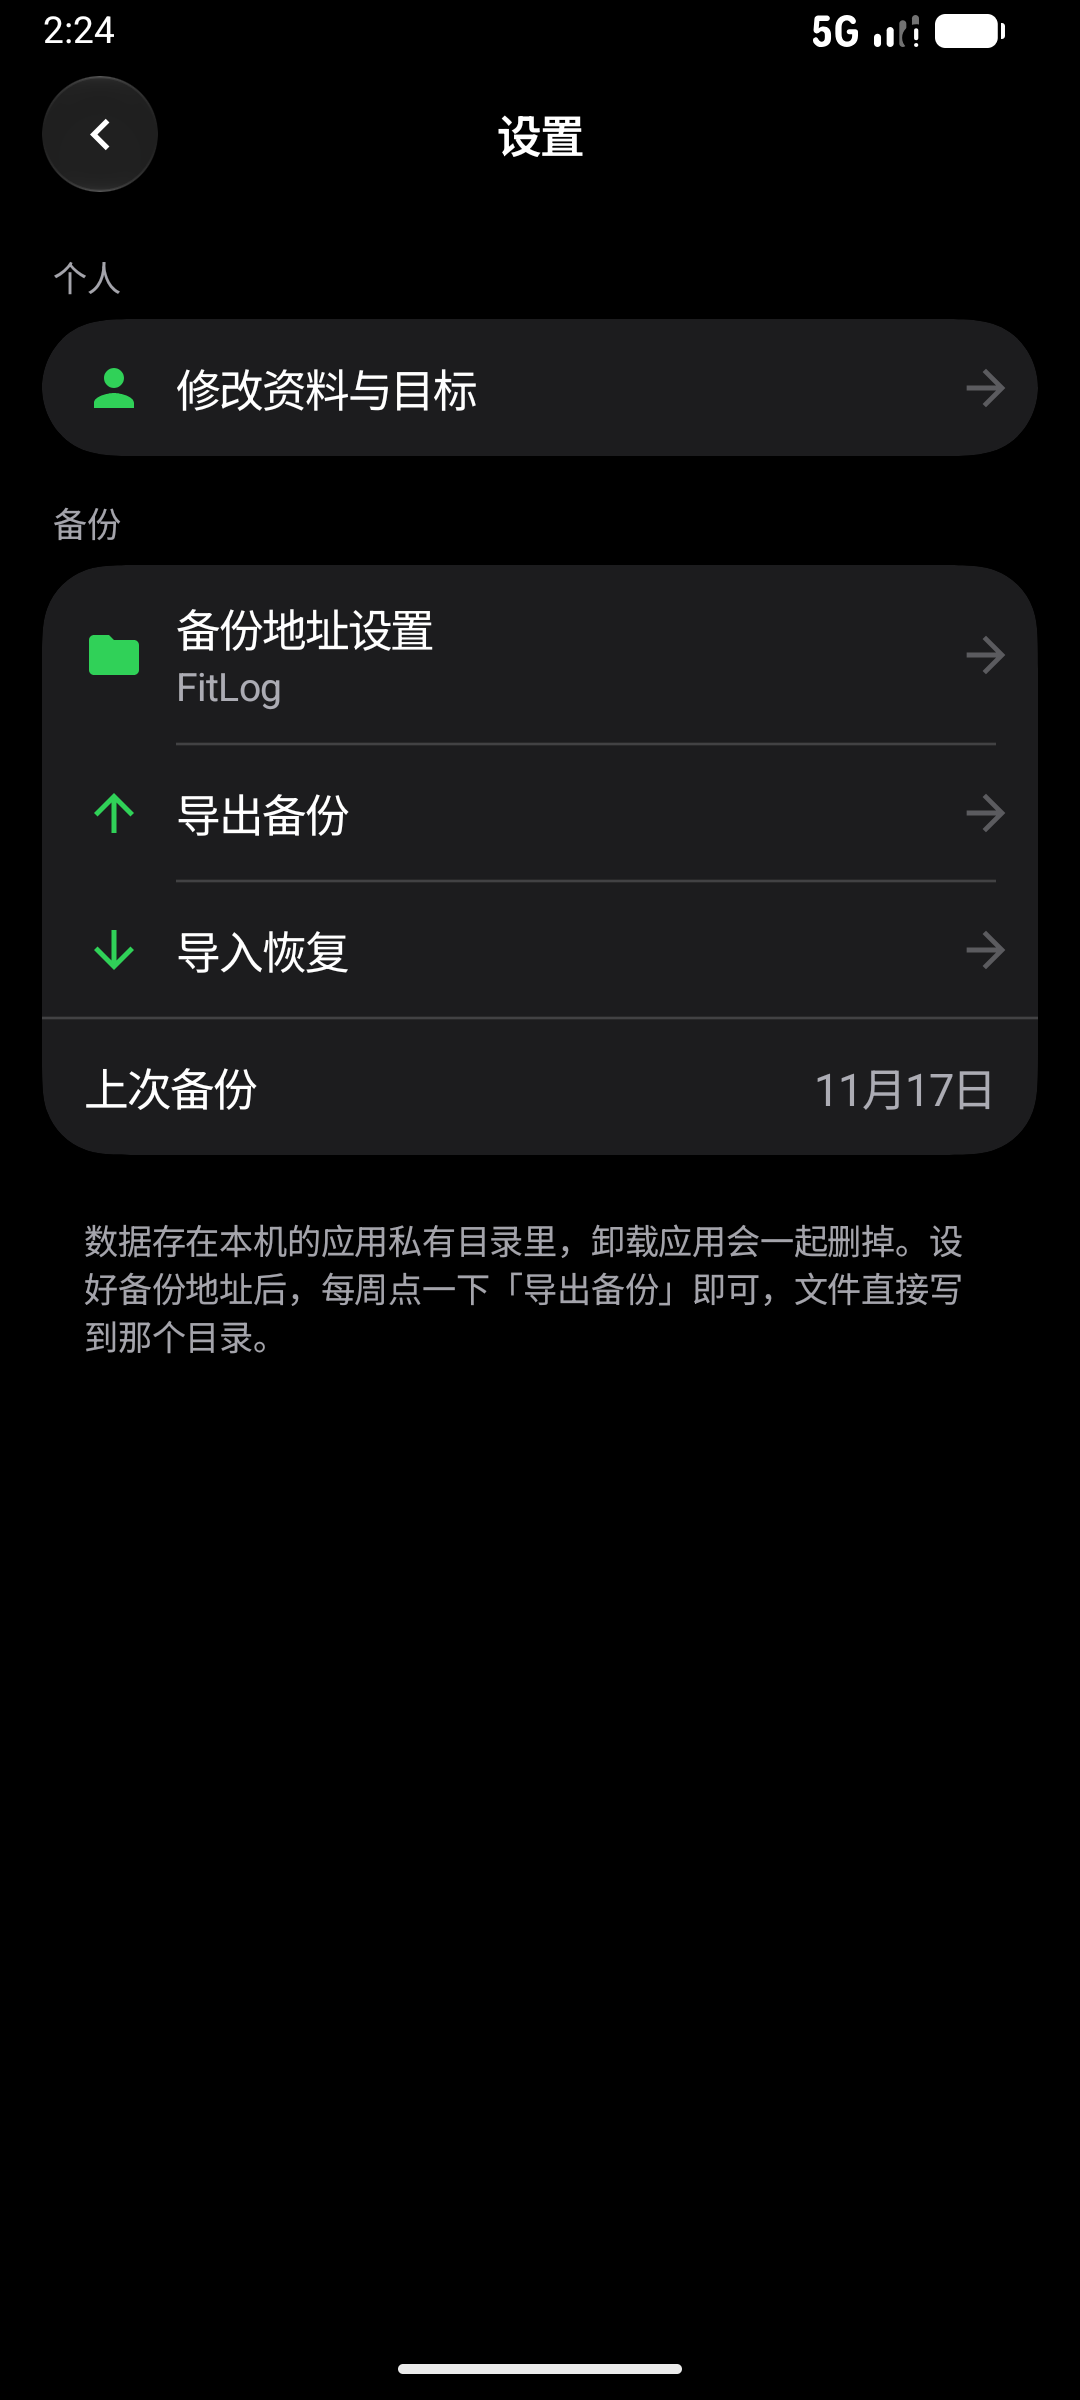 2:24
5G
设置
个人
修改资料与目标
备份
备份地址设置
FitLog
导出备份
导入恢复
上次备份
11月17日
数据存在本机的应用私有目录里，卸载应用会一起删掉。设
好备份地址后，每周点一下「导出备份」即可，文件直接写
到那个目录。